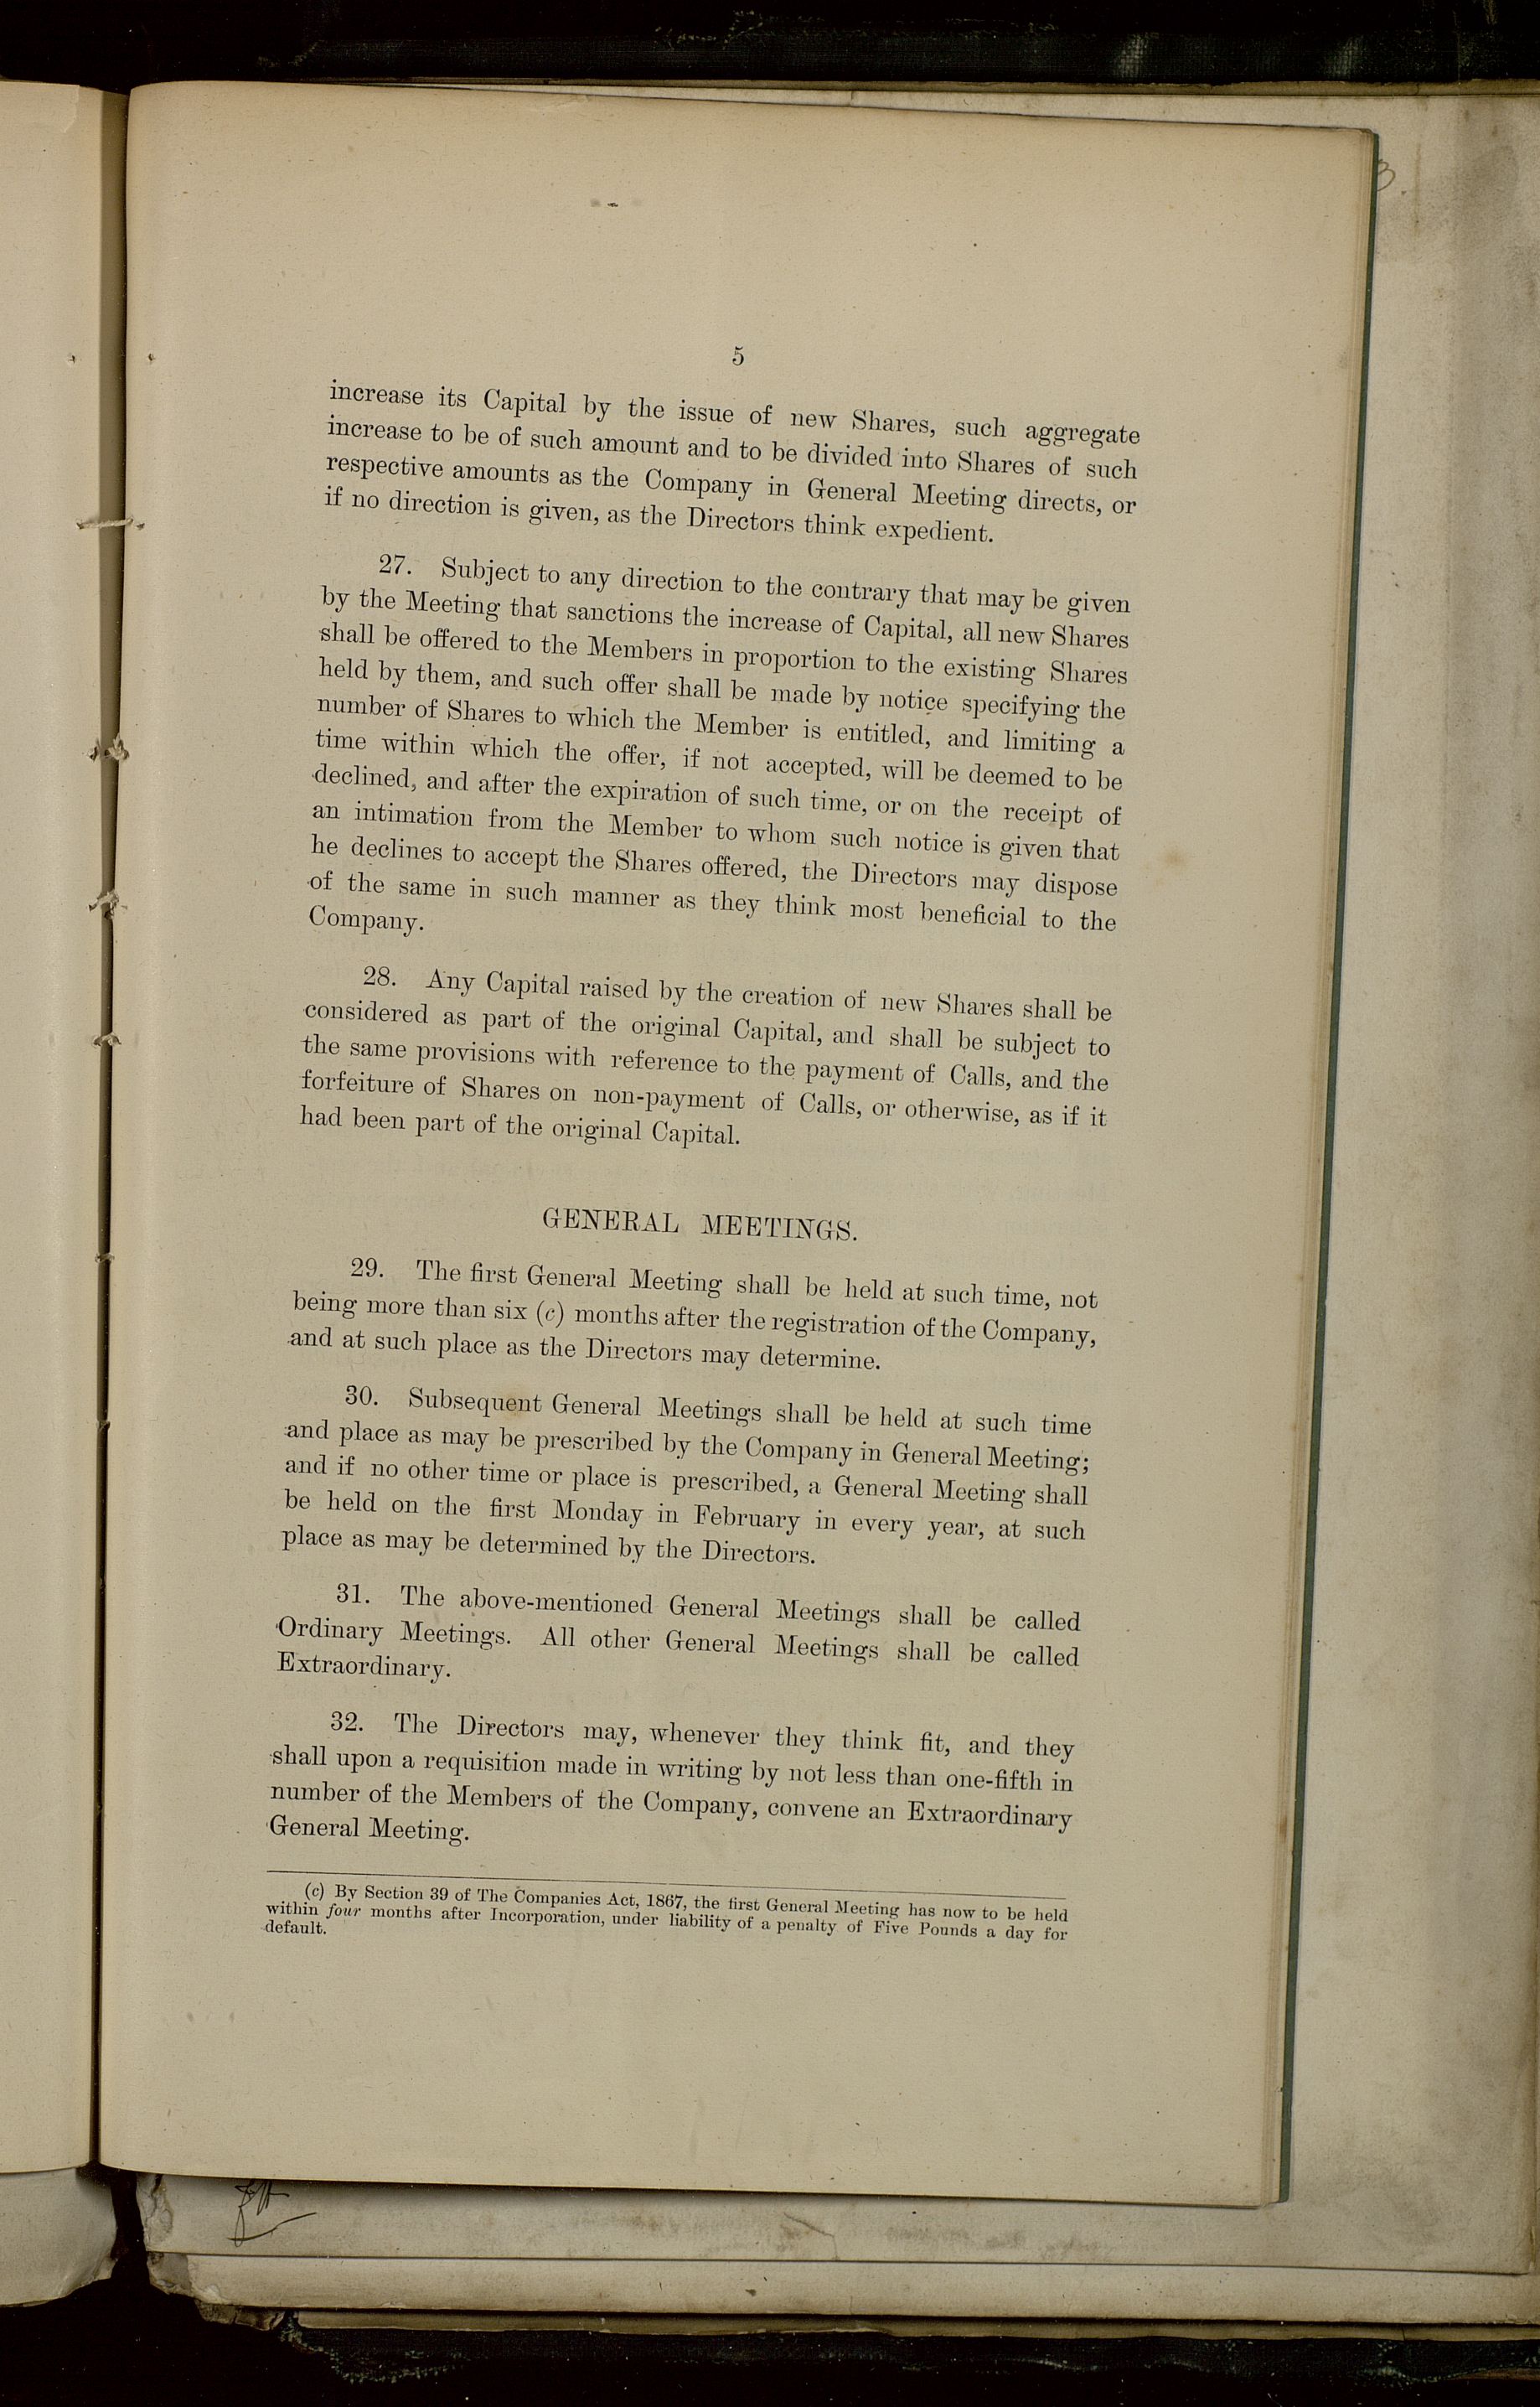 5
increase its Capital by the issue of new Shares, such aggregate
increase to be of such amount and to be divided into Shares of such
respective amounts as the Company in General Meeting directs, or
if no direction is given, as the Directors think expedient.
27. Subject to any direction to the contrary that may be given
by the Meeting that sanctions the increase of Capital, all new Shares
shall be offered to the Members in proportion to the existing Shares
held by them, and such offer shall be made by notice specifying the
number of Shares to which the Member is entitled, and limiting a
time within which the offer, if not accepted, will be deemed to be
declined, and after the expiration of such time, or on the receipt of
an intimation from the Member to whom such notice is given that
he declines to accept the Shares offered, the Directors may dispose
of the same in such manner as they think most beneficial to the
Company.
28. Any Capital raised by the creation of new Shares shall be
considered as part of the original Capital, and shall be subject to
the same provisions with reference to the payment of Calls, and the
forfeiture of Shares on non-payment of Calls, or otherwise, as if it
had been part of the original Capital.
GENERAL MEETINGS.
29. The first General Meeting shall be held at such time, not
being more than six (c) months after the registration of the Company,
and at such place as the Directors may determine.
30. Subsequent General Meetings shall be held at such time
and place as may be prescribed by the Company in General Meeting;
and if no other time or place is prescribed, a General Meeting shall
be held on the first Monday in February in every year, at such
place as may be determined by the Directors.
31. The above-mentioned General Meetings shall be called
Ordinary Meetings. All other General Meetings shall be called
Extraordinary.
32. The Directors may, whenever they think fit, and they
shall upon a requisition made in writing by not less than one-fifth in
number of the Members of the Company, convene an Extraordinary
General Meeting.
(c) By Section 39 of The Companies Act, 1867, the first General Meeting has now to be held
within four months after Incorporation, under liability of a penalty of Five Pounds a day for
default.